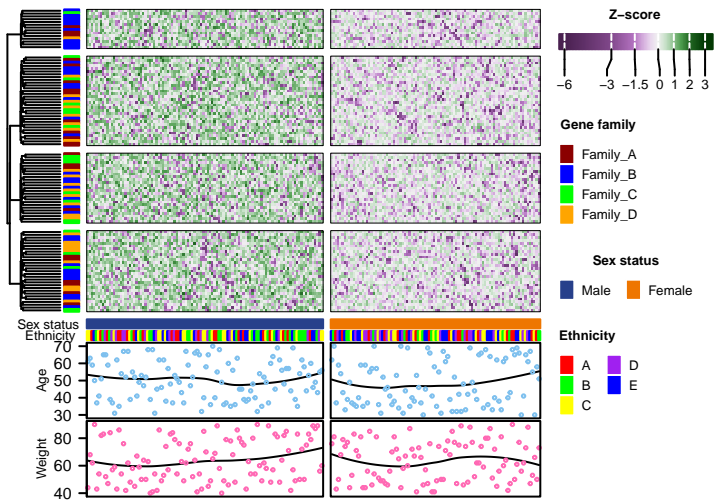 Z-score
-6 -3 -1.5 0 1 2 3
Gene family
Family_A
Family_B
Family_C
Family_D
Sex status
Male Female
Sex status
Ethnicity
Ethnicity
A D
B E
C
70
60
50
40
30
Age
80
60
40
Weight